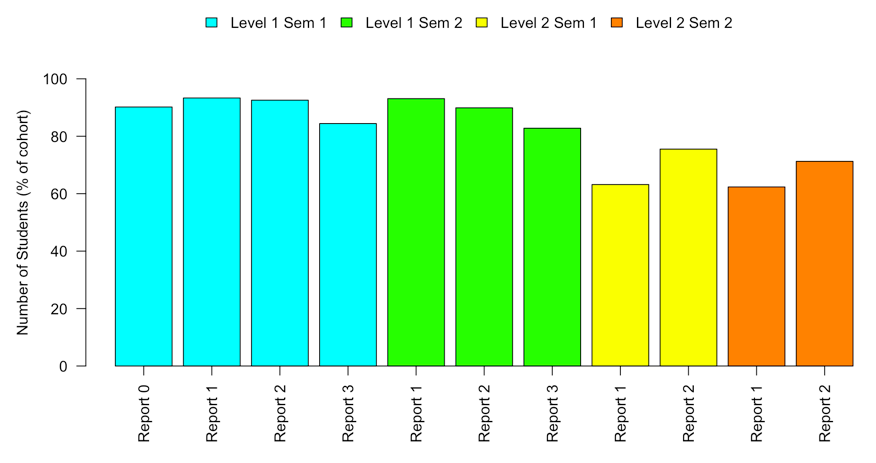 Level 1 Sem 1 Level 1 Sem 2 Level 2 Sem 1 Level 2 Sem 2
Number of Students (% of cohort)
100
80
60
40
20
0
Report 0
Report 1
Report 2
Report 3
Report 1
Report 2
Report 3
Report 1
Report 2
Report 1
Report 2